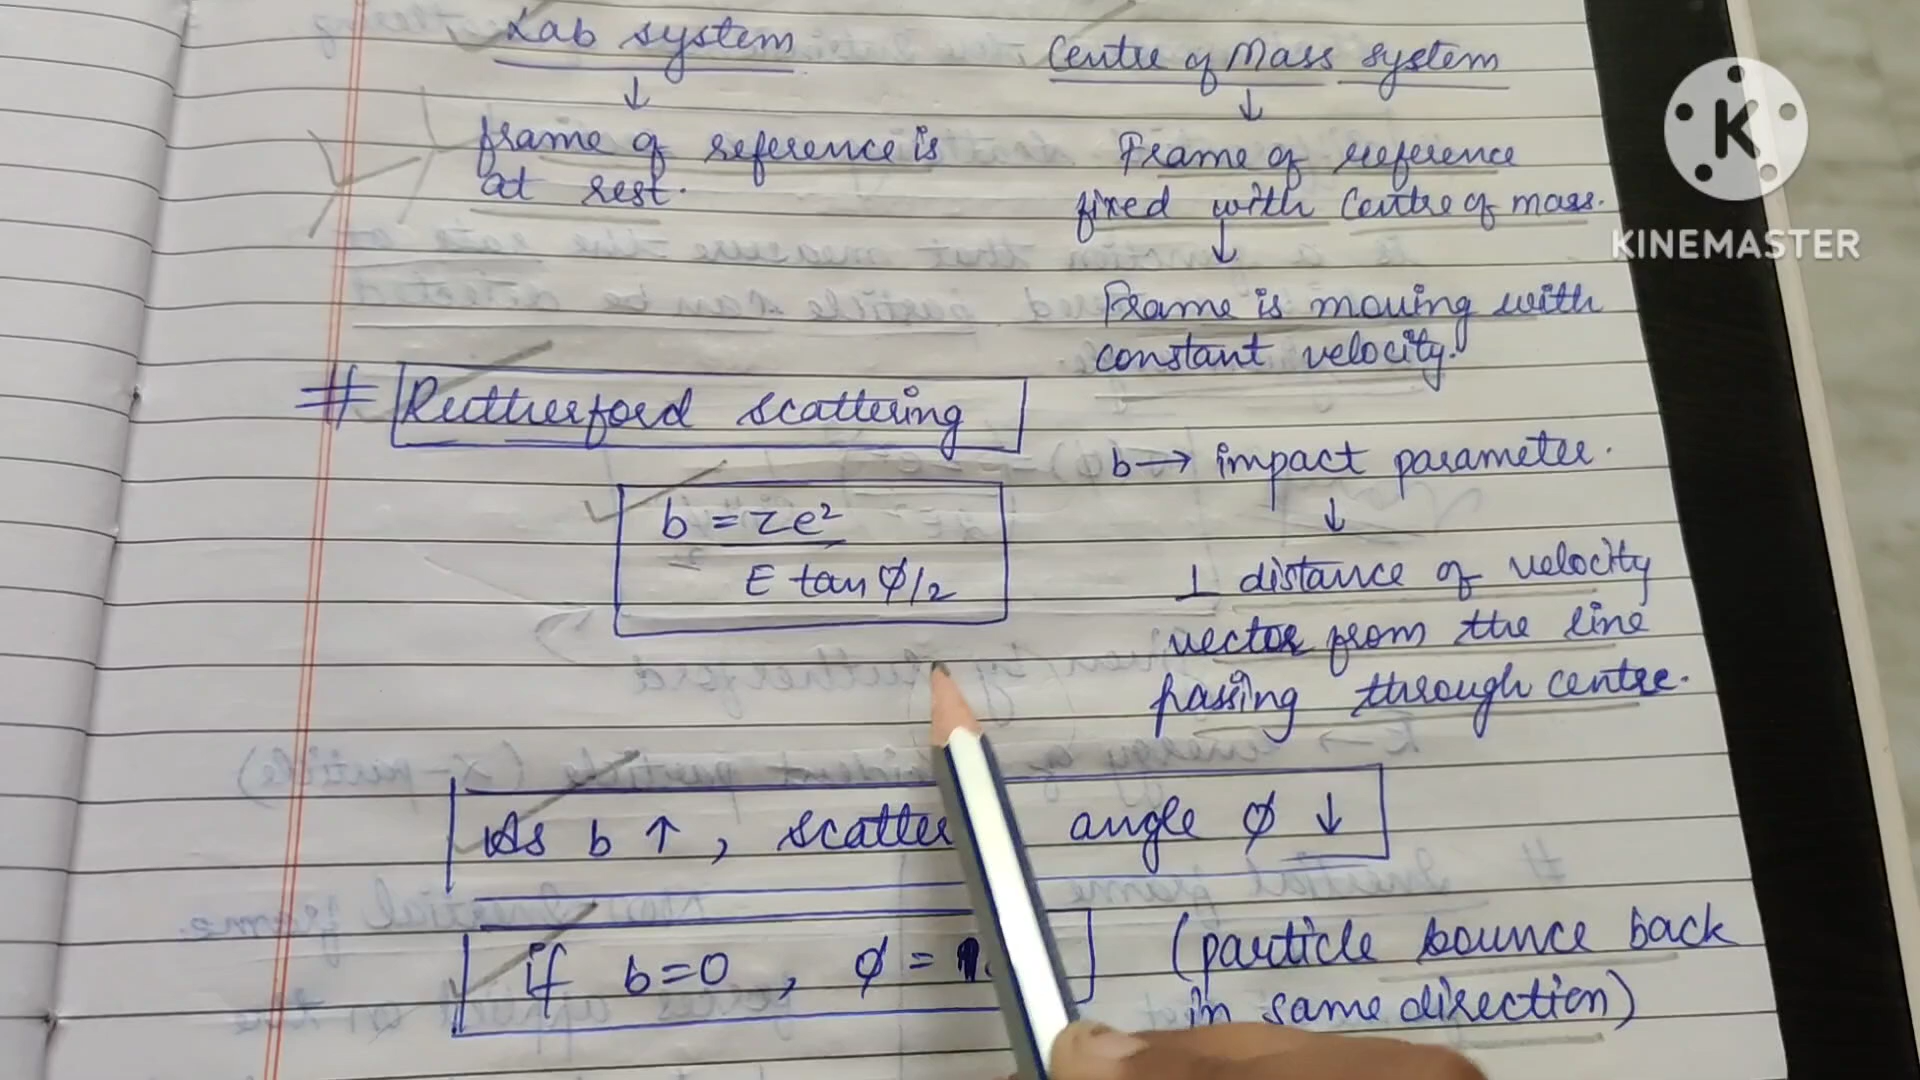 Lab system
↓
frame of reference is
at rest.
Centre of Mass system
↓
Frame of reference
fixed with Centre of mass.
↓
Frame is moving with
constant velocity.
K
KINEMASTER
# Rutherford scattering
b = ze²
E tan φ/2
b → impact parameter.
↓
⊥ distance of velocity
vector from the line
passing through centre.
As b ↑, angle φ ↓
if b=0, φ =
(particle bounce back
in same direction)